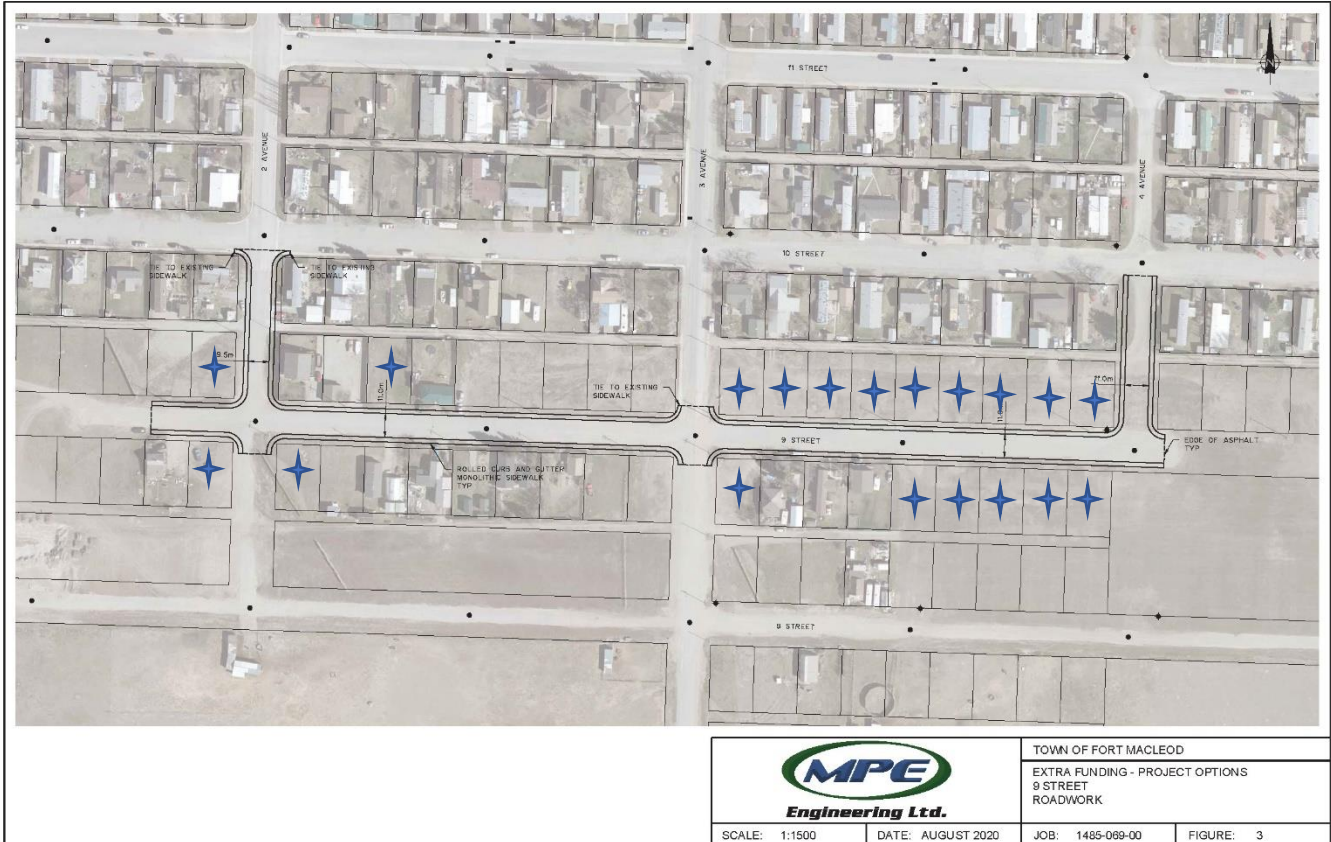 11 STREET
2 AVENUE
3 AVENUE
4 AVENUE
10 STREET
TIE TO EXISTING
SIDEWALK
TIE TO EXISTING
SIDEWALK
9.5m
11.0m
TIE TO EXISTING
SIDEWALK
11.0m
9 STREET
EDGE OF ASPHALT
TYP
ROLLED CURB AND GUTTER
MONOLITHIC SIDEWALK
TYP
STREET
MPE
Engineering Ltd.
TOWN OF FORT MACLEOD
EXTRA FUNDING - PROJECT OPTIONS
9 STREET
ROADWORK
SCALE: 1:1500
DATE: AUGUST 2020
JOB: 1485-069-00
FIGURE: 3